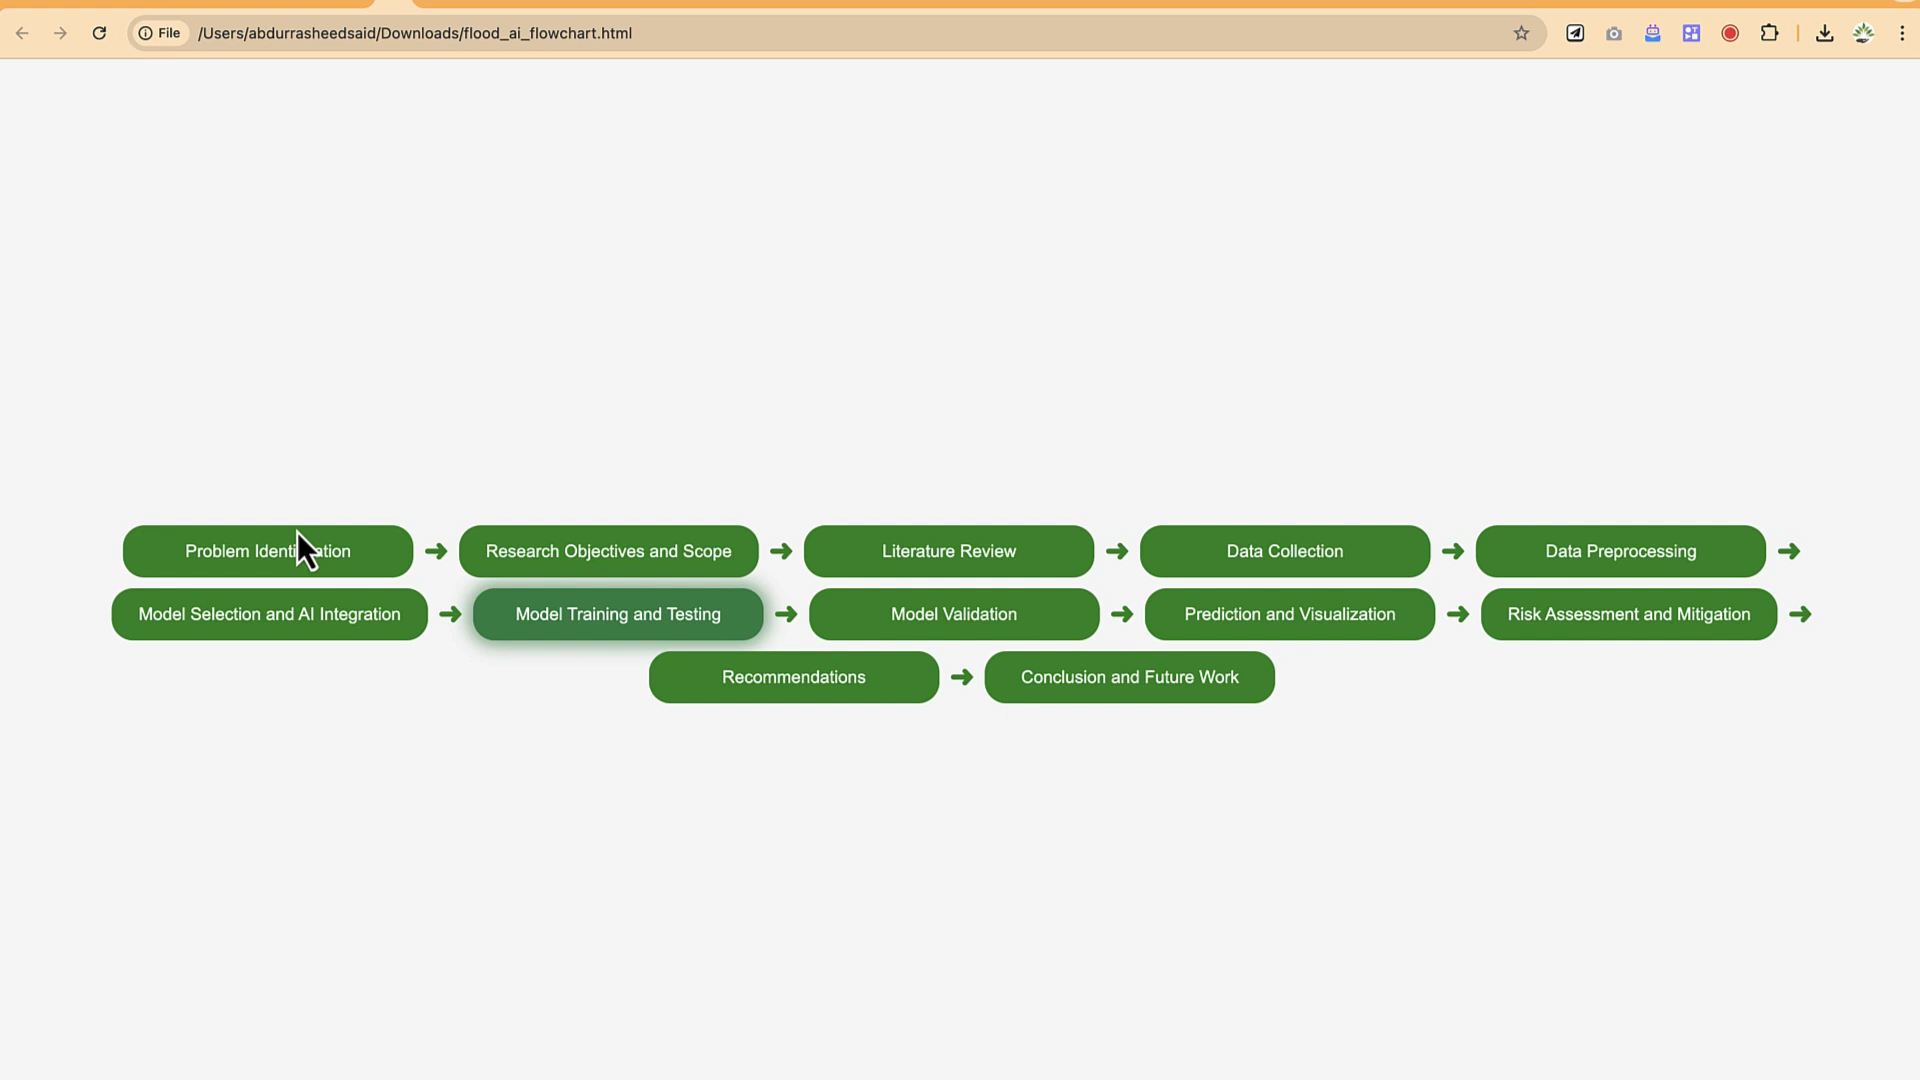 File /Users/abdurrasheedsaid/Downloads/flood_ai_flowchart.html
Problem Identification ➜ Research Objectives and Scope ➜ Literature Review ➜ Data Collection ➜ Data Preprocessing ➜
Model Selection and AI Integration ➜ Model Training and Testing ➜ Model Validation ➜ Prediction and Visualization ➜ Risk Assessment and Mitigation ➜
Recommendations ➜ Conclusion and Future Work